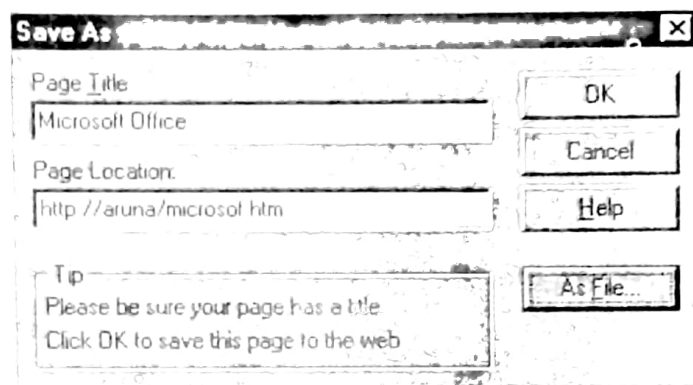 Save As
Page Title
Microsoft Office
Page Location:
http //aruna/microsof htm
Tip
Please be sure your page has a title
Click OK to save this page to the web
OK
Cancel
Help
As File...